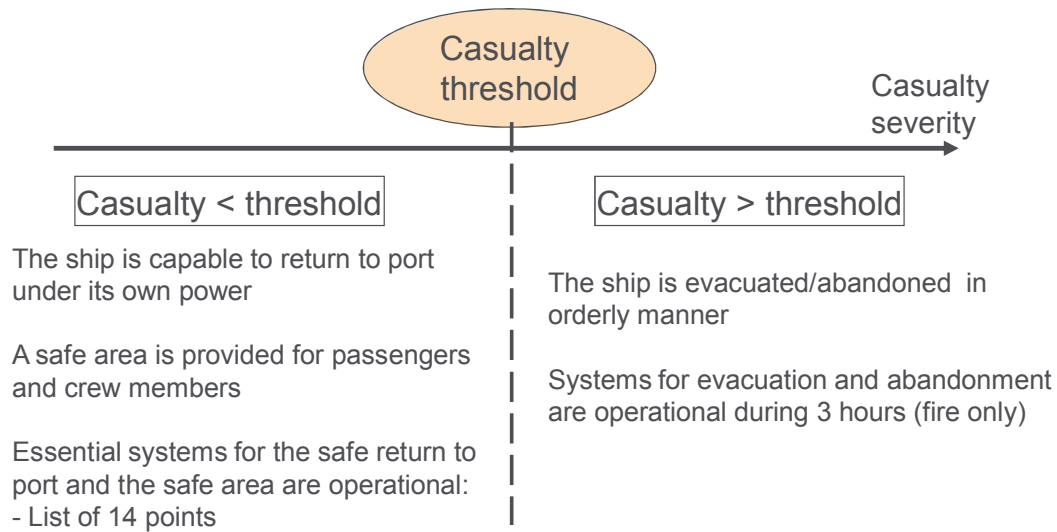 Casualty
threshold
Casualty
severity
Casualty < threshold
Casualty > threshold
The ship is capable to return to port
under its own power
A safe area is provided for passengers
and crew members
Essential systems for the safe return to
port and the safe area are operational:
- List of 14 points
The ship is evacuated/abandoned in
orderly manner
Systems for evacuation and abandonment
are operational during 3 hours (fire only)